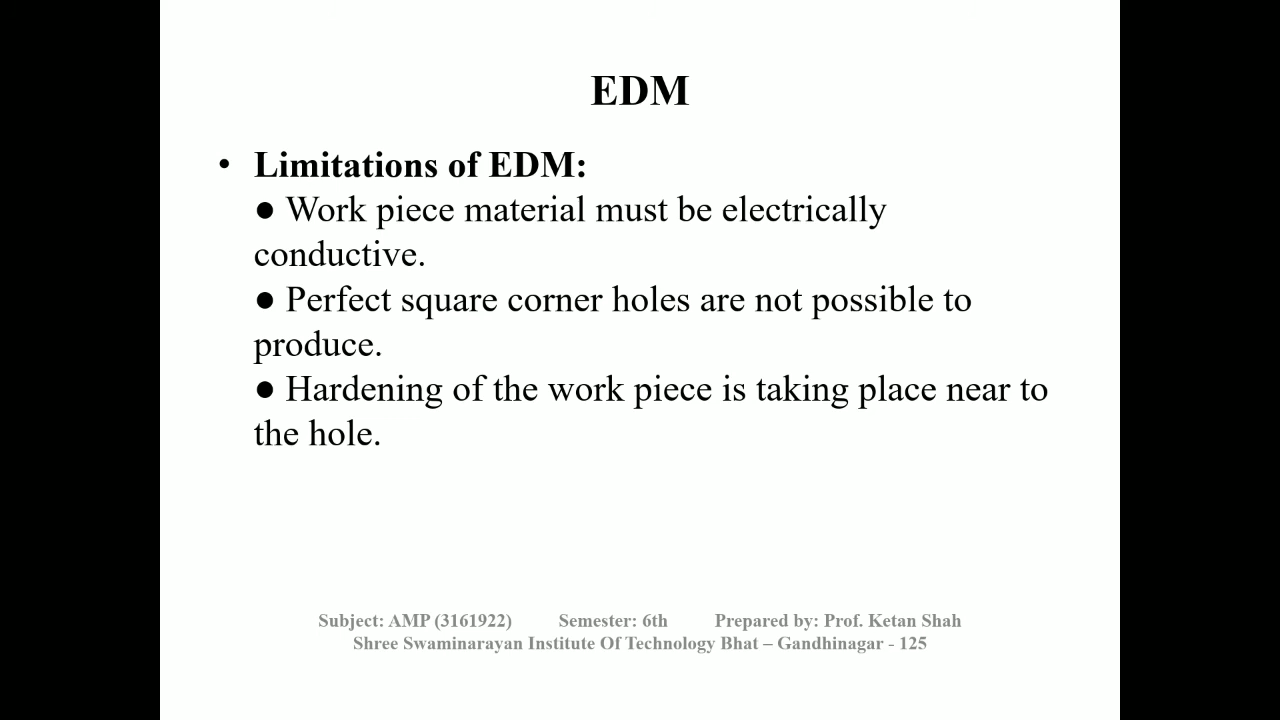 EDM
• Limitations of EDM:
● Work piece material must be electrically
conductive.
● Perfect square corner holes are not possible to
produce.
● Hardening of the work piece is taking place near to
the hole.
Subject: AMP (3161922) Semester: 6th Prepared by: Prof. Ketan Shah
Shree Swaminarayan Institute Of Technology Bhat – Gandhinagar - 125